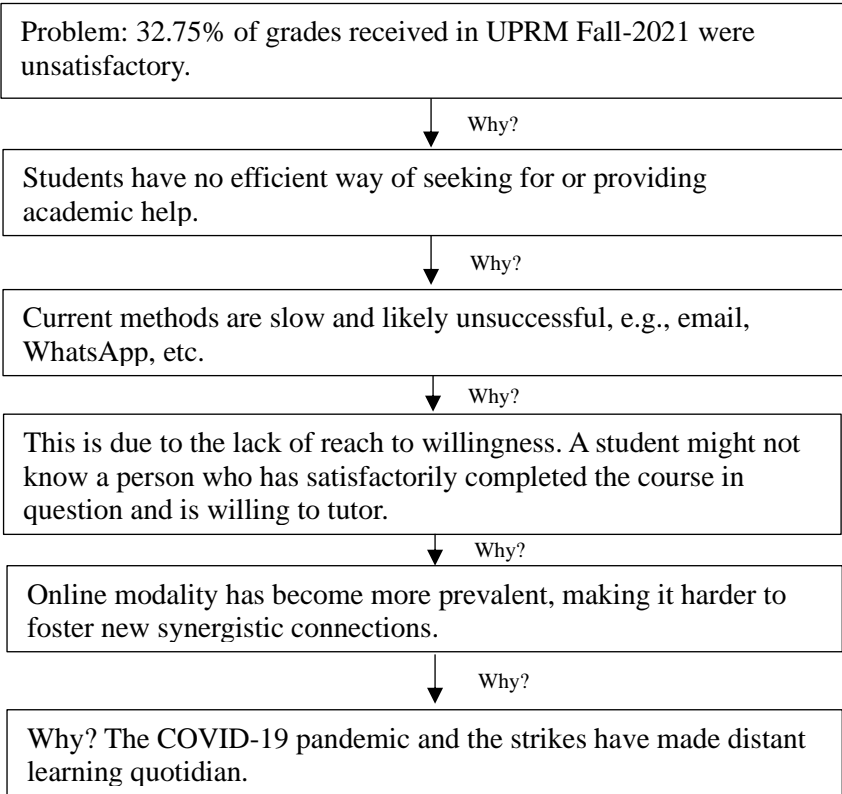 Problem: 32.75% of grades received in UPRM Fall-2021 were
unsatisfactory.
Why?
Students have no efficient way of seeking for or providing
academic help.
Why?
Current methods are slow and likely unsuccessful, e.g., email,
WhatsApp, etc.
Why?
This is due to the lack of reach to willingness. A student might not
know a person who has satisfactorily completed the course in
question and is willing to tutor.
Why?
Online modality has become more prevalent, making it harder to
foster new synergistic connections.
Why?
Why? The COVID-19 pandemic and the strikes have made distant
learning quotidian.